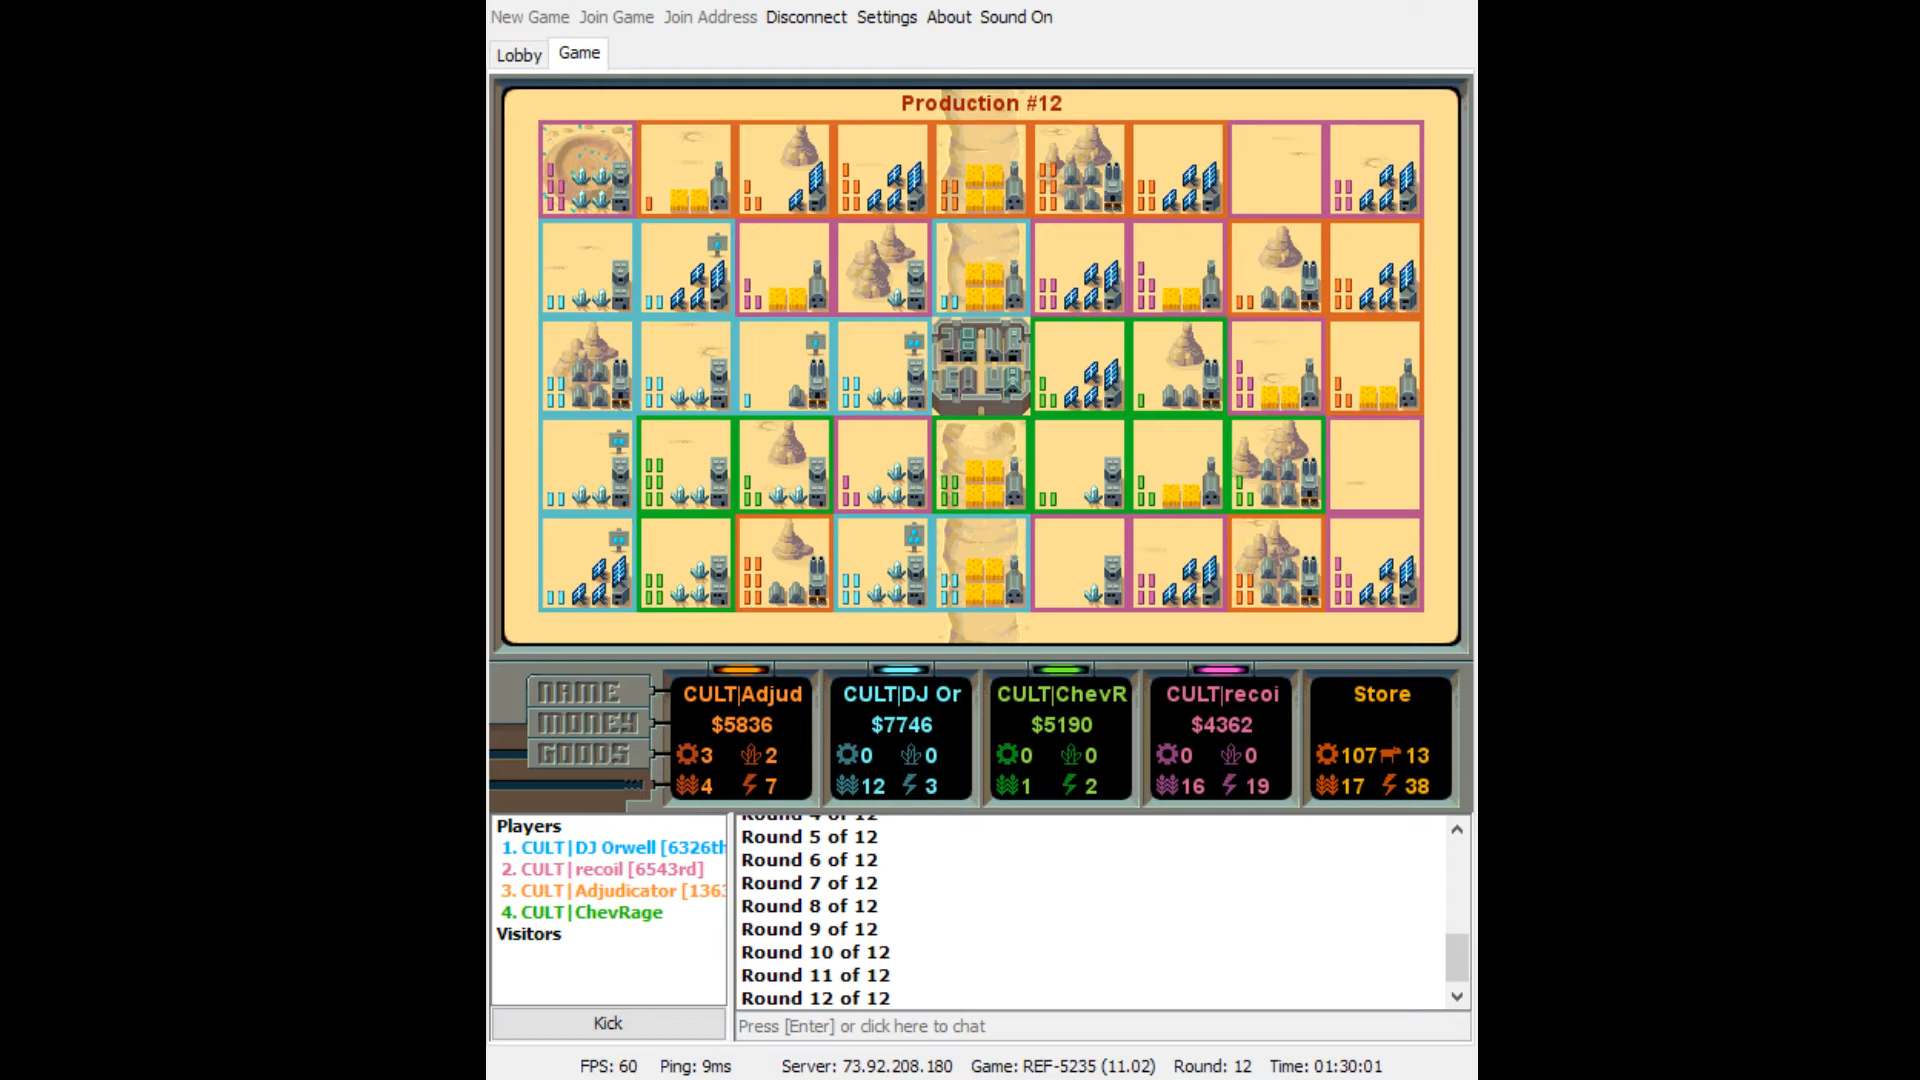 New Game Join Game Join Address Disconnect Settings About Sound On
Lobby Game
Production #12
NAME
MONEY
GOODS
CULT|Adjud
$5836
3 2
4 7
CULT|DJ Or
$7746
0 0
12 3
CULT|ChevR
$5190
0 0
1 2
CULT|recoi
$4362
0 0
16 19
Store
107 13
17 38
Players
1. CULT|DJ Orwell [6326th
2. CULT|recoil [6543rd]
3. CULT|Adjudicator [1363
4. CULT|ChevRage
Visitors
Kick
Round 4 of 12
Round 5 of 12
Round 6 of 12
Round 7 of 12
Round 8 of 12
Round 9 of 12
Round 10 of 12
Round 11 of 12
Round 12 of 12
Press [Enter] or click here to chat
FPS: 60 Ping: 9ms Server: 73.92.208.180 Game: REF-5235 (11.02) Round: 12 Time: 01:30:01